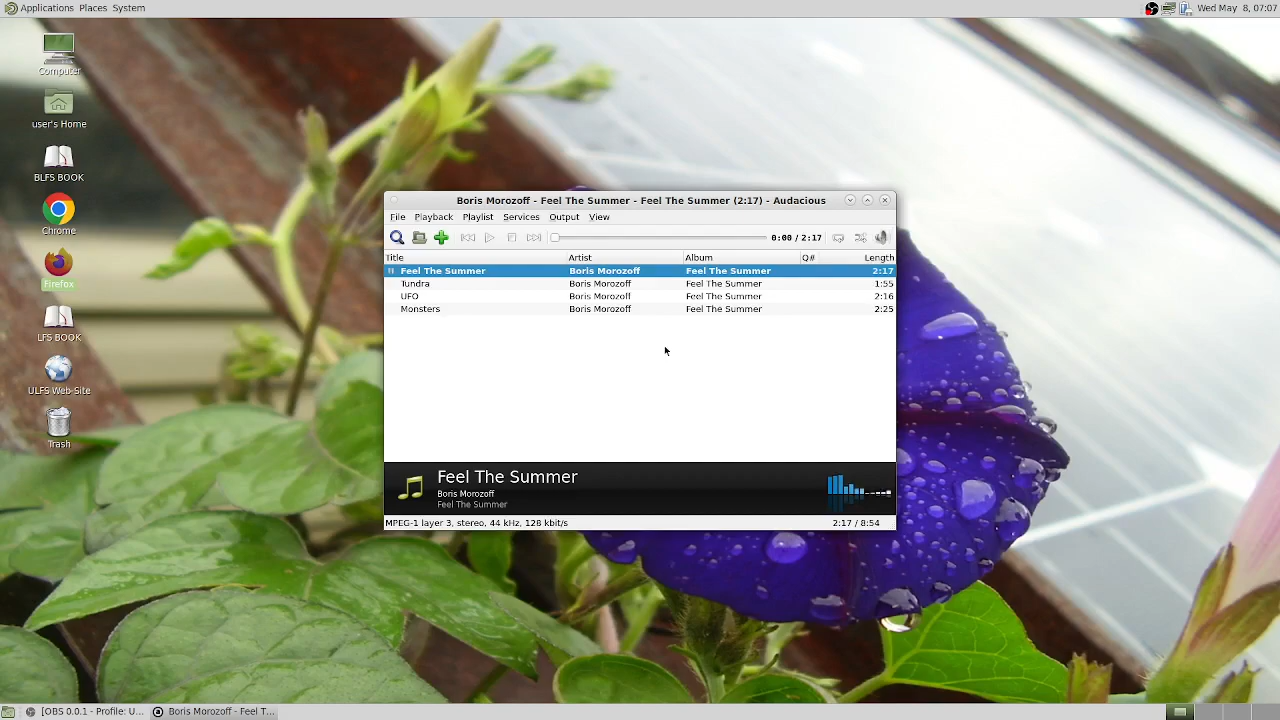 Applications Places System
Wed May 8, 07:07
Computer
user's Home
BLFS BOOK
Chrome
Firefox
LFS BOOK
ULFS Web-Site
Trash
Boris Morozoff - Feel The Summer - Feel The Summer (2:17) - Audacious
File Playback Playlist Services Output View
0:00 / 2:17
Title Artist Album Q# Length
Feel The Summer Boris Morozoff Feel The Summer 2:17
Tundra Boris Morozoff Feel The Summer 1:55
UFO Boris Morozoff Feel The Summer 2:16
Monsters Boris Morozoff Feel The Summer 2:25
Feel The Summer
Boris Morozoff
Feel The Summer
MPEG-1 layer 3, stereo, 44 kHz, 128 kbit/s 2:17 / 8:54
[OBS 0.0.1 - Profile: U... Boris Morozoff - Feel T...